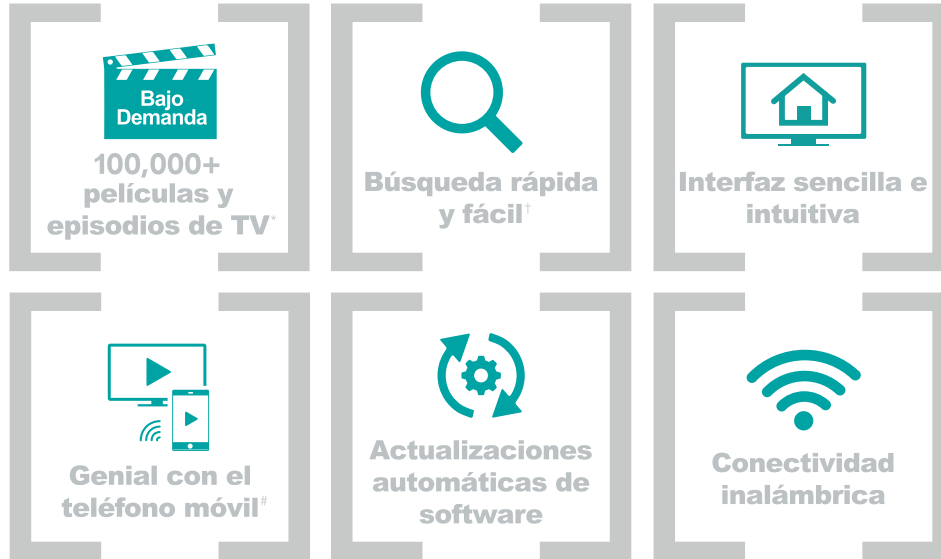 Bajo
Demanda
100,000+
películas y
episodios de TV*
Búsqueda rápida
y fácil†
Interfaz sencilla e
intuitiva
Genial con el
teléfono móvil#
Actualizaciones
automáticas de
software
Conectividad
inalámbrica